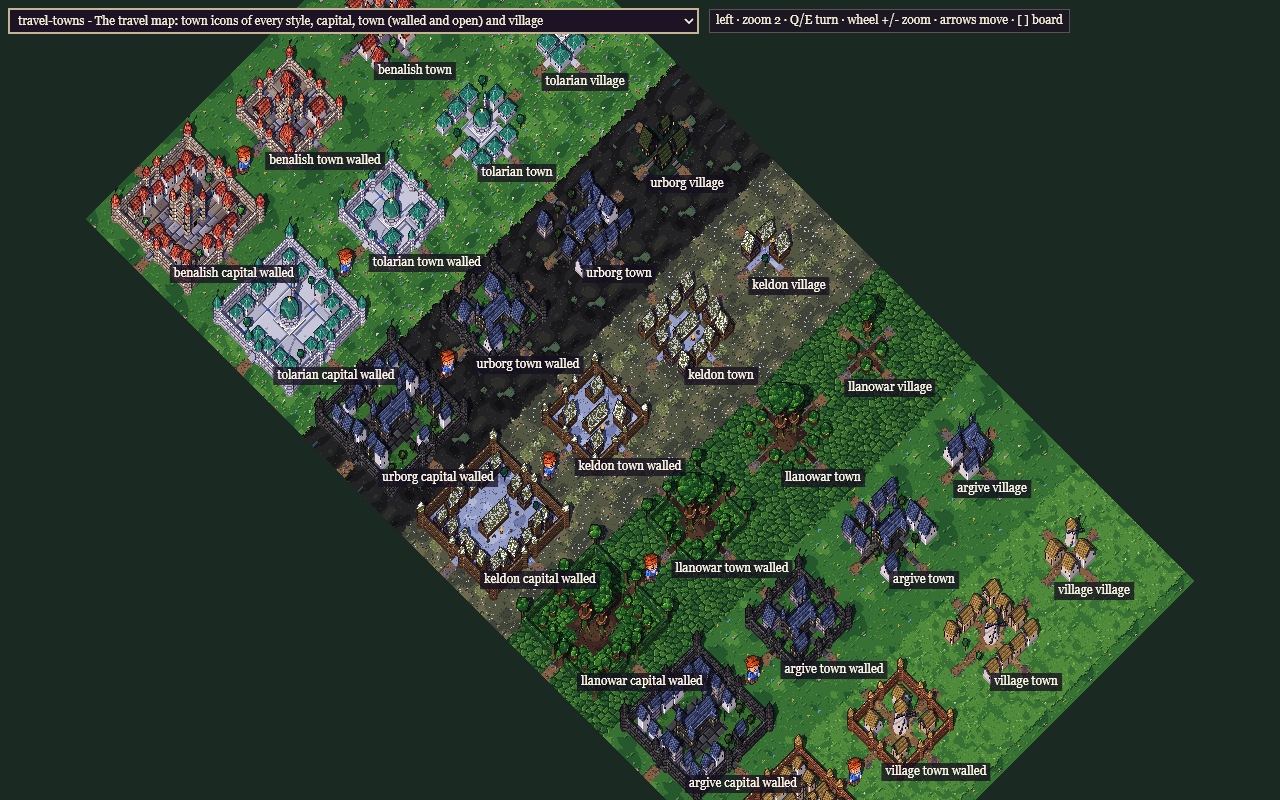 travel-towns - The travel map: town icons of every style, capital, town (walled and open) and village
left · zoom 2 · Q/E turn · wheel +/- zoom · arrows move · [ ] board
benalish town
tolarian village
benalish town walled
tolarian town
urborg village
benalish capital walled
tolarian town walled
urborg town
keldon village
tolarian capital walled
urborg town walled
keldon town
llanowar village
urborg capital walled
keldon town walled
llanowar town
argive village
keldon capital walled
llanowar town walled
argive town
village village
llanowar capital walled
argive town walled
village town
argive capital walled
village town walled